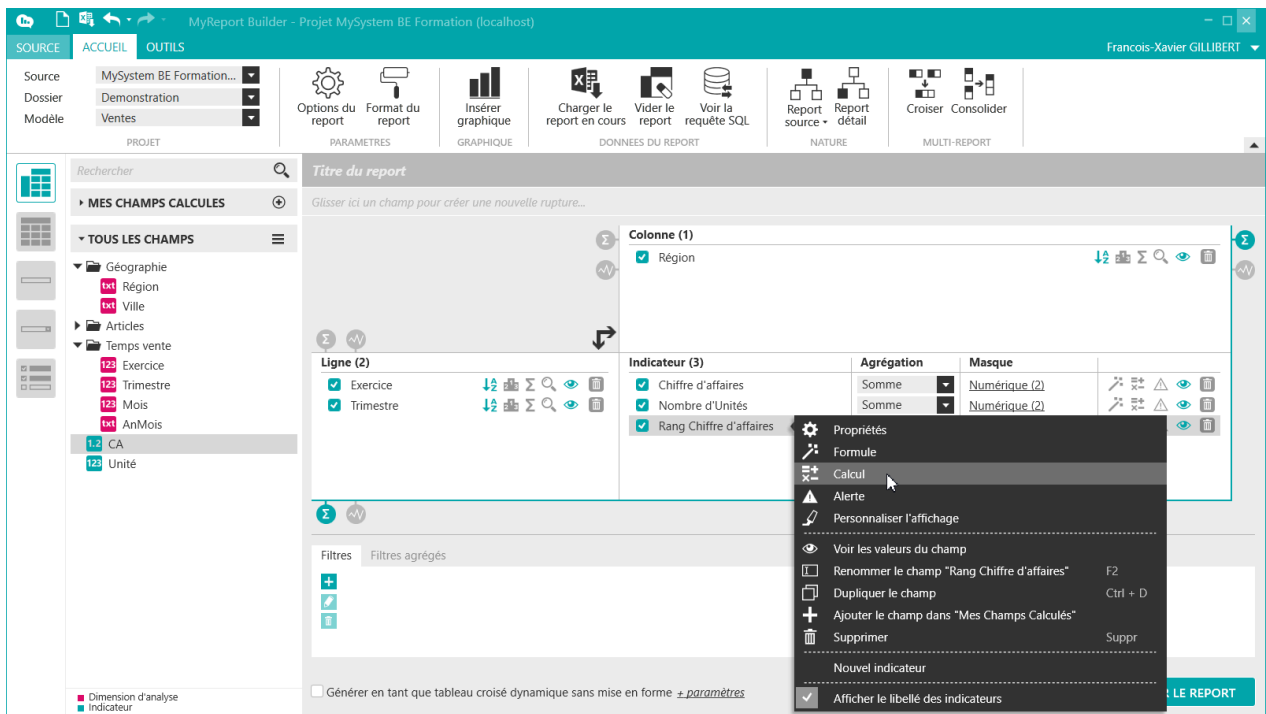 MyReport Builder - Projet MySystem BE Formation (localhost)
SOURCE ACCUEIL OUTILS Francois-Xavier GILLIBERT
Source MySystem BE Formation...
Dossier Demonstration
Modèle Ventes
PROJET
Options du report
Format du report
PARAMETRES
Insérer graphique
GRAPHIQUE
Charger le report en cours
Vider le report
Voir la requête SQL
DONNEES DU REPORT
Report source
Report détail
NATURE
Croiser
Consolider
MULTI-REPORT
Rechercher
MES CHAMPS CALCULES
TOUS LES CHAMPS
Géographie
txt Région
txt Ville
Articles
Temps vente
123 Exercice
123 Trimestre
123 Mois
txt AnMois
1.2 CA
123 Unité
Dimension d'analyse
Indicateur
Titre du report
Glisser ici un champ pour créer une nouvelle rupture...
Colonne (1)
Région
Ligne (2)
Exercice
Trimestre
Indicateur (3) Agrégation Masque
Chiffre d'affaires Somme Numérique (2)
Nombre d'Unités Somme Numérique (2)
Rang Chiffre d'affaires
Propriétés
Formule
Calcul
Alerte
Personnaliser l'affichage
Voir les valeurs du champ
Renommer le champ "Rang Chiffre d'affaires" F2
Dupliquer le champ Ctrl + D
Ajouter le champ dans "Mes Champs Calculés"
Supprimer Suppr
Nouvel indicateur
Afficher le libellé des indicateurs
Filtres Filtres agrégés
Générer en tant que tableau croisé dynamique sans mise en forme + paramètres
LE REPORT